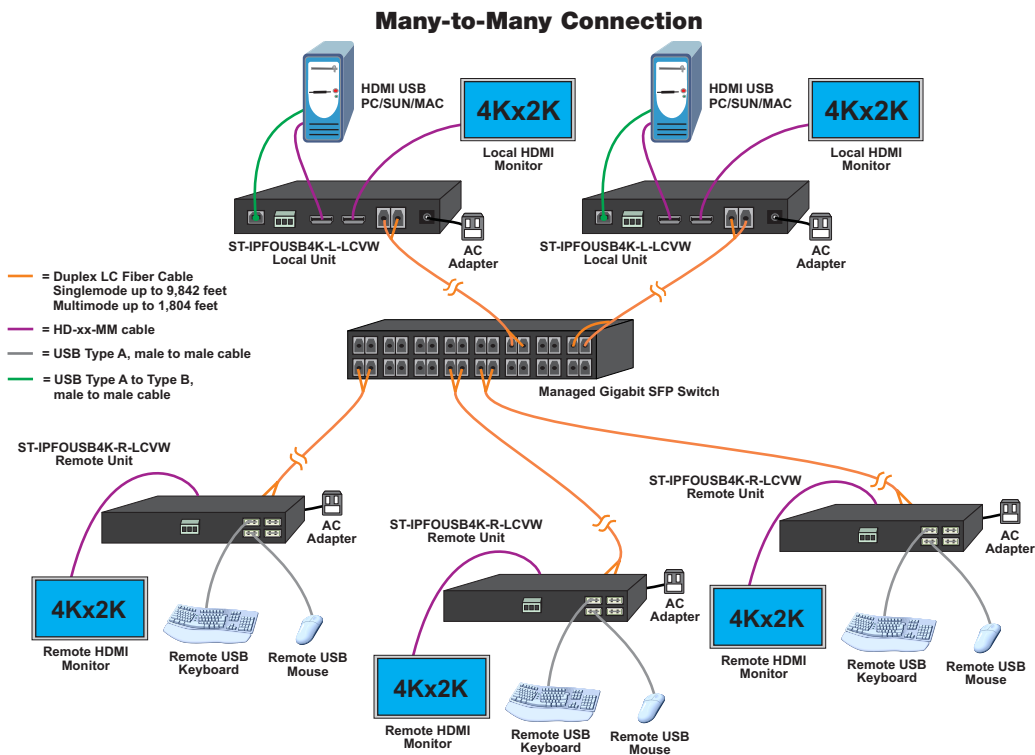 Many-to-Many Connection
HDMI USB
PC/SUN/MAC
4Kx2K
Local HDMI
Monitor
HDMI USB
PC/SUN/MAC
4Kx2K
Local HDMI
Monitor
ST-IPFOUSB4K-L-LCVW
Local Unit
AC
Adapter
ST-IPFOUSB4K-L-LCVW
Local Unit
AC
Adapter
= Duplex LC Fiber Cable
Singlemode up to 9,842 feet
Multimode up to 1,804 feet
= HD-xx-MM cable
= USB Type A, male to male cable
= USB Type A to Type B,
male to male cable
Managed Gigabit SFP Switch
ST-IPFOUSB4K-R-LCVW
Remote Unit
AC
Adapter
4Kx2K
Remote HDMI
Monitor
Remote USB
Keyboard
Remote USB
Mouse
ST-IPFOUSB4K-R-LCVW
Remote Unit
AC
Adapter
4Kx2K
Remote HDMI
Monitor
Remote USB
Keyboard
Remote USB
Mouse
ST-IPFOUSB4K-R-LCVW
Remote Unit
AC
Adapter
4Kx2K
Remote HDMI
Monitor
Remote USB
Keyboard
Remote USB
Mouse